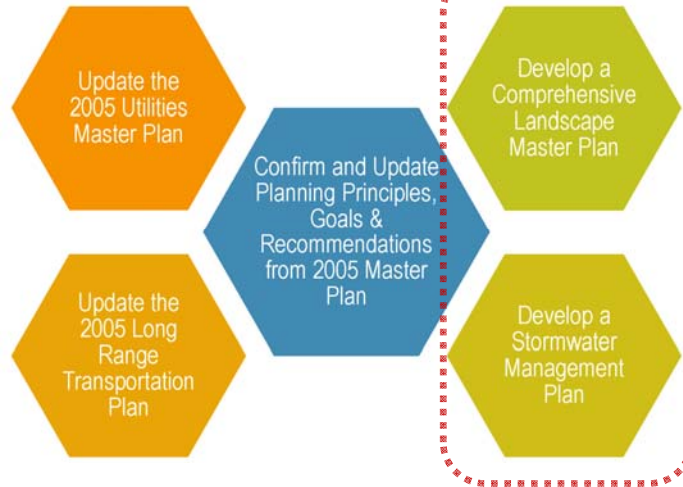 Update the
2005 Utilities
Master Plan
Develop a
Comprehensive
Landscape
Master Plan
Confirm and Update
Planning Principles,
Goals &
Recommendations
from 2005 Master
Plan
Update the
2005 Long
Range
Transportation
Plan
Develop a
Stormwater
Management
Plan